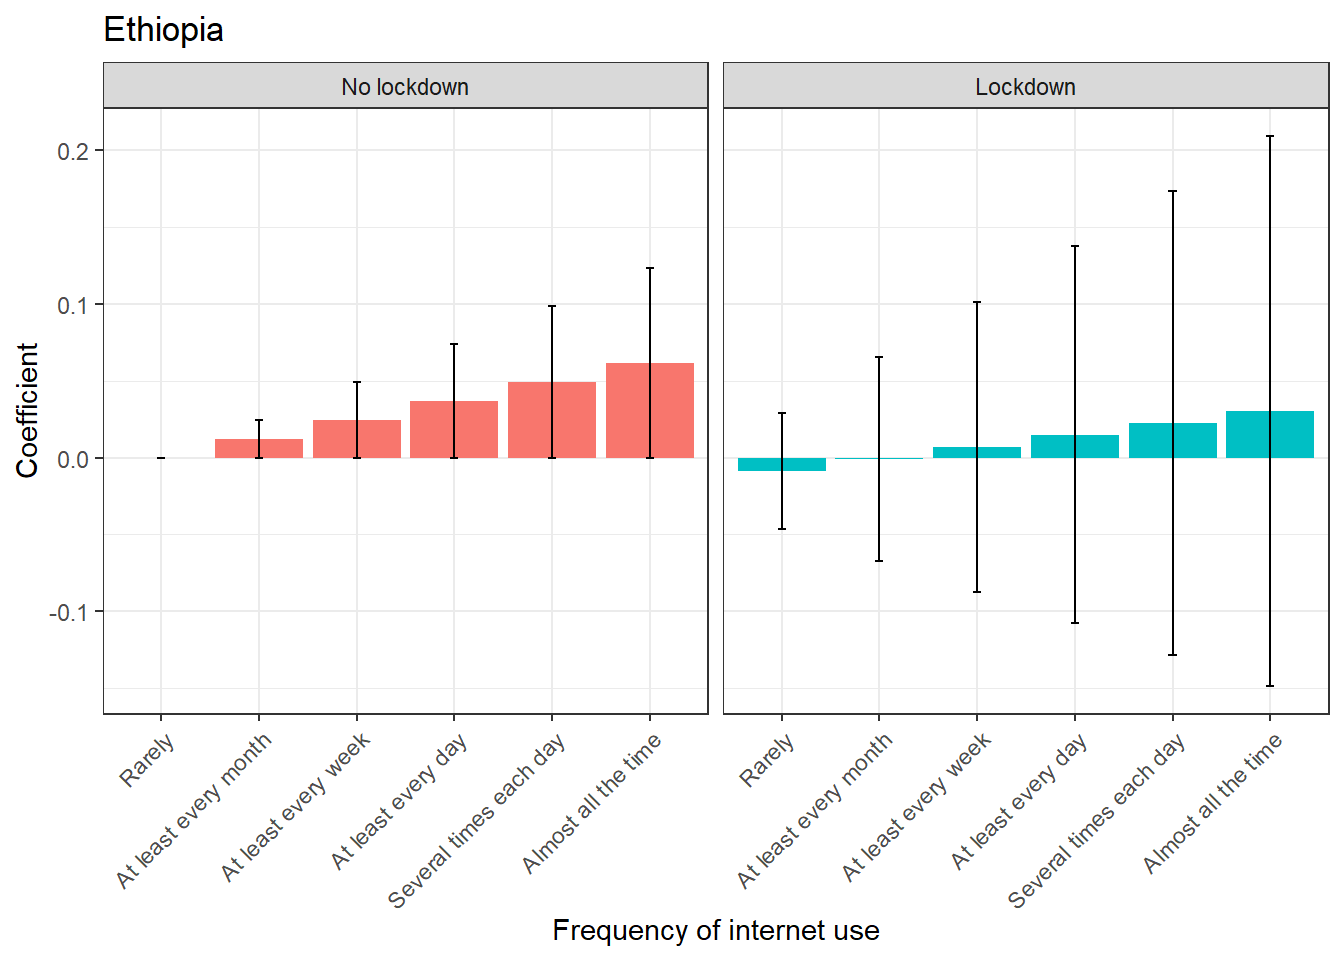 Ethiopia
No lockdown
Lockdown
Coefficient
0.2
0.1
0.0
-0.1
Rarely
At least every month
At least every week
At least every day
Several times each day
Almost all the time
Rarely
At least every month
At least every week
At least every day
Several times each day
Almost all the time
Frequency of internet use